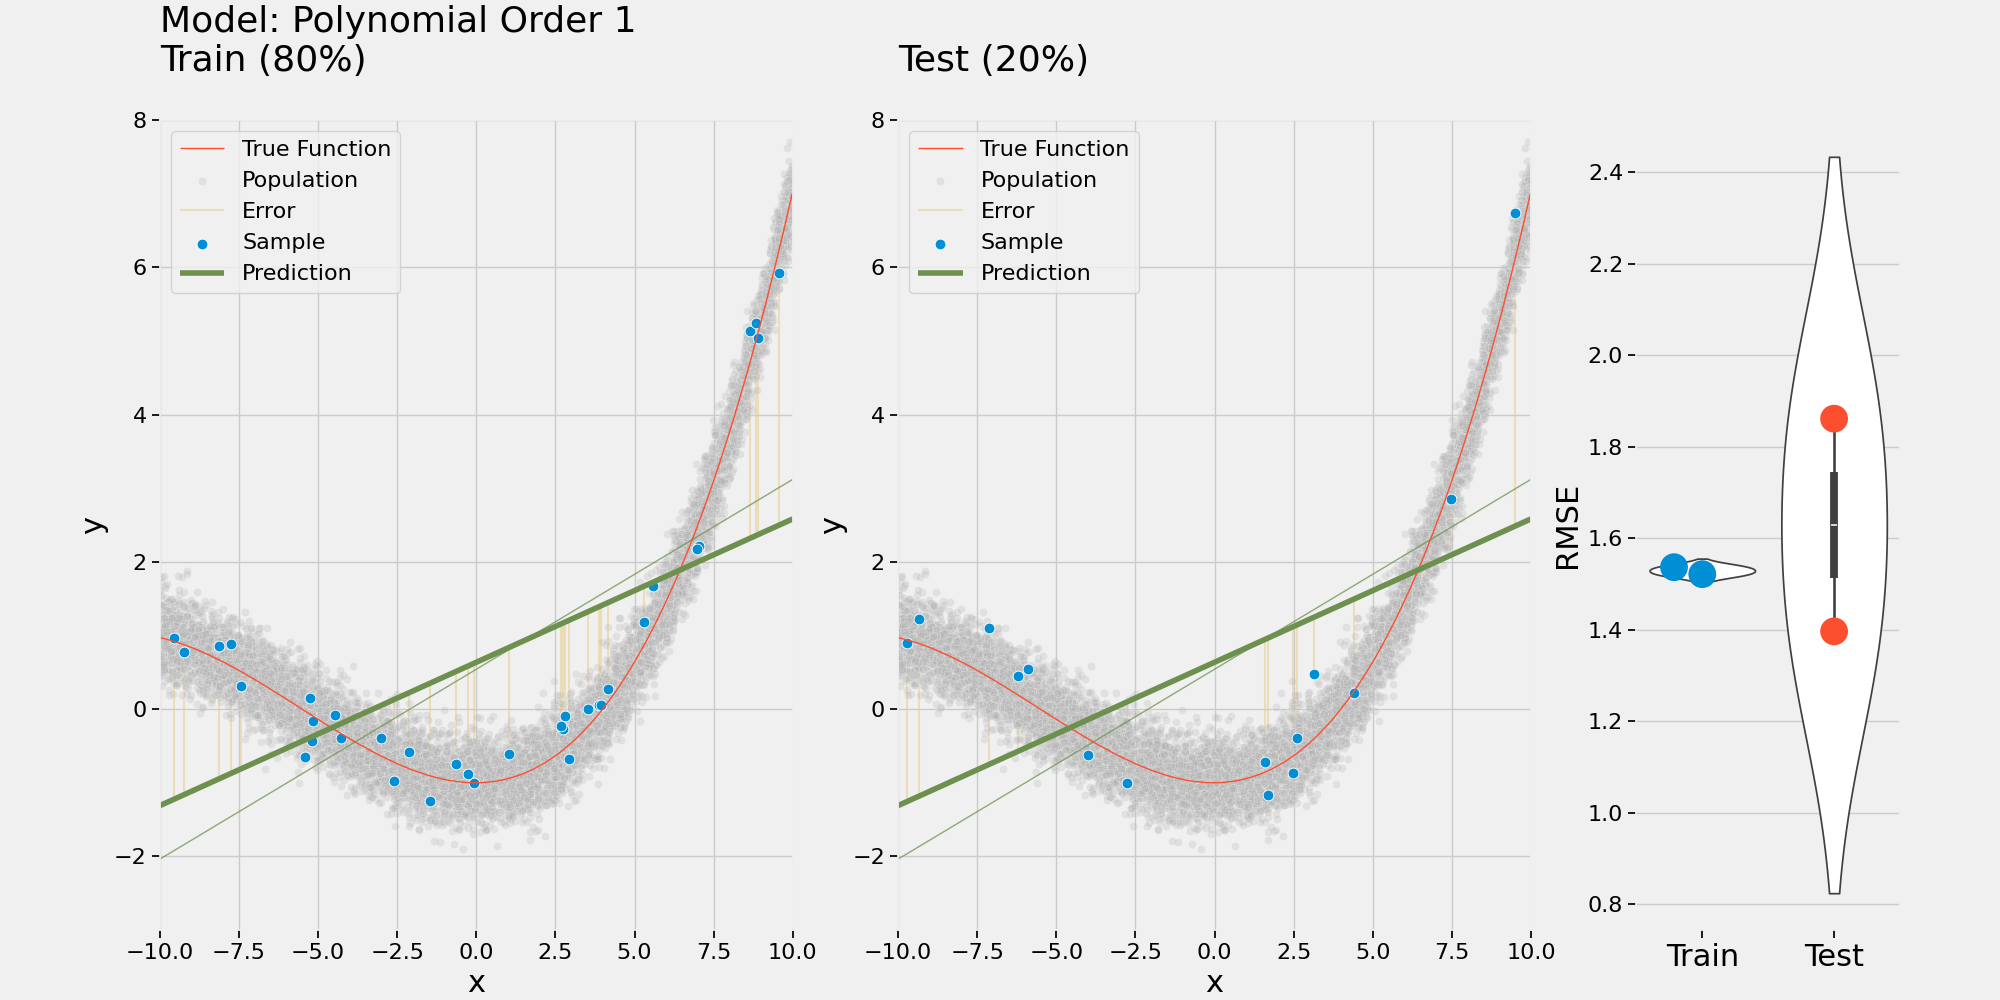 Model: Polynomial Order 1
Train (80%)
Test (20%)
8
6
4
2
0
−2
y
True Function
Population
Error
Sample
Prediction
−10.0 −7.5 −5.0 −2.5 0.0 2.5 5.0 7.5 10.0
x
8
6
4
2
0
−2
y
True Function
Population
Error
Sample
Prediction
−10.0 −7.5 −5.0 −2.5 0.0 2.5 5.0 7.5 10.0
x
2.4
2.2
2.0
1.8
1.6
1.4
1.2
1.0
0.8
RMSE
Train Test